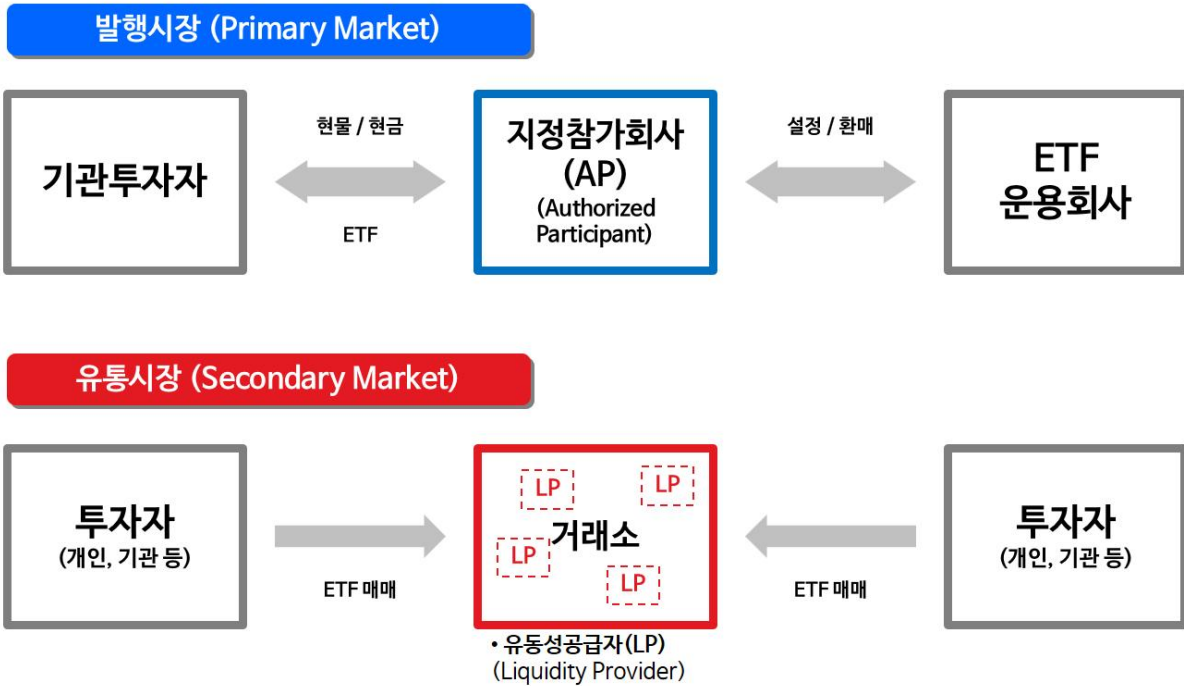 발행시장 (Primary Market)
기관투자자
현물 / 현금
ETF
지정참가회사
(AP)
(Authorized
Participant)
설정 / 환매
ETF
운용회사
유통시장 (Secondary Market)
투자자
(개인, 기관 등)
ETF 매매
LP
LP
거래소
LP
LP
• 유동성공급자(LP)
(Liquidity Provider)
ETF 매매
투자자
(개인, 기관 등)